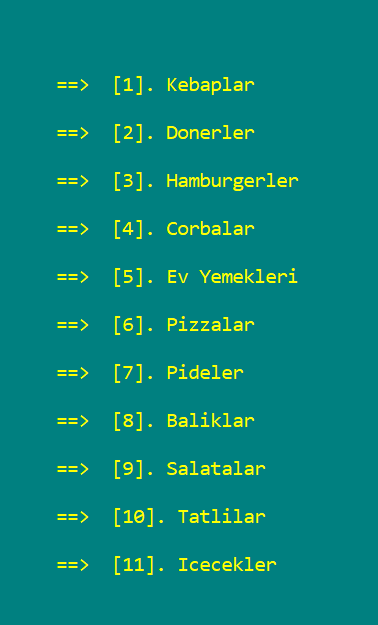 ==> [1]. Kebaplar
==> [2]. Donerler
==> [3]. Hamburgerler
==> [4]. Corbalar
==> [5]. Ev Yemekleri
==> [6]. Pizzalar
==> [7]. Pideler
==> [8]. Baliklar
==> [9]. Salatalar
==> [10]. Tatlilar
==> [11]. Icecekler